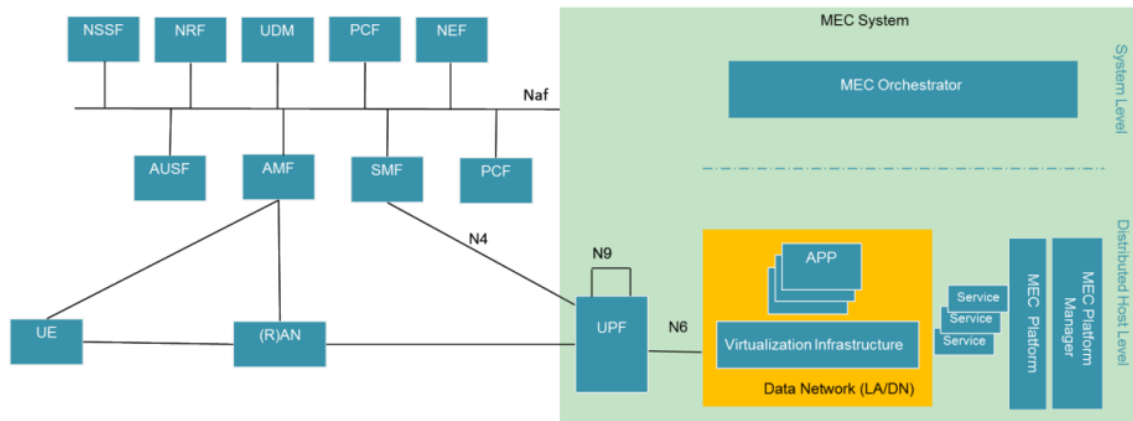 MEC System
NSSF
NRF
UDM
PCF
NEF
MEC Orchestrator
System Level
Naf
AUSF
AMF
SMF
PCF
N4
N9
APP
Distributed Host Level
MEC Platform
MEC Platform
Manager
Service
Service
Service
UE
(R)AN
UPF
N6
Virtualization Infrastructure
Data Network (LA/DN)